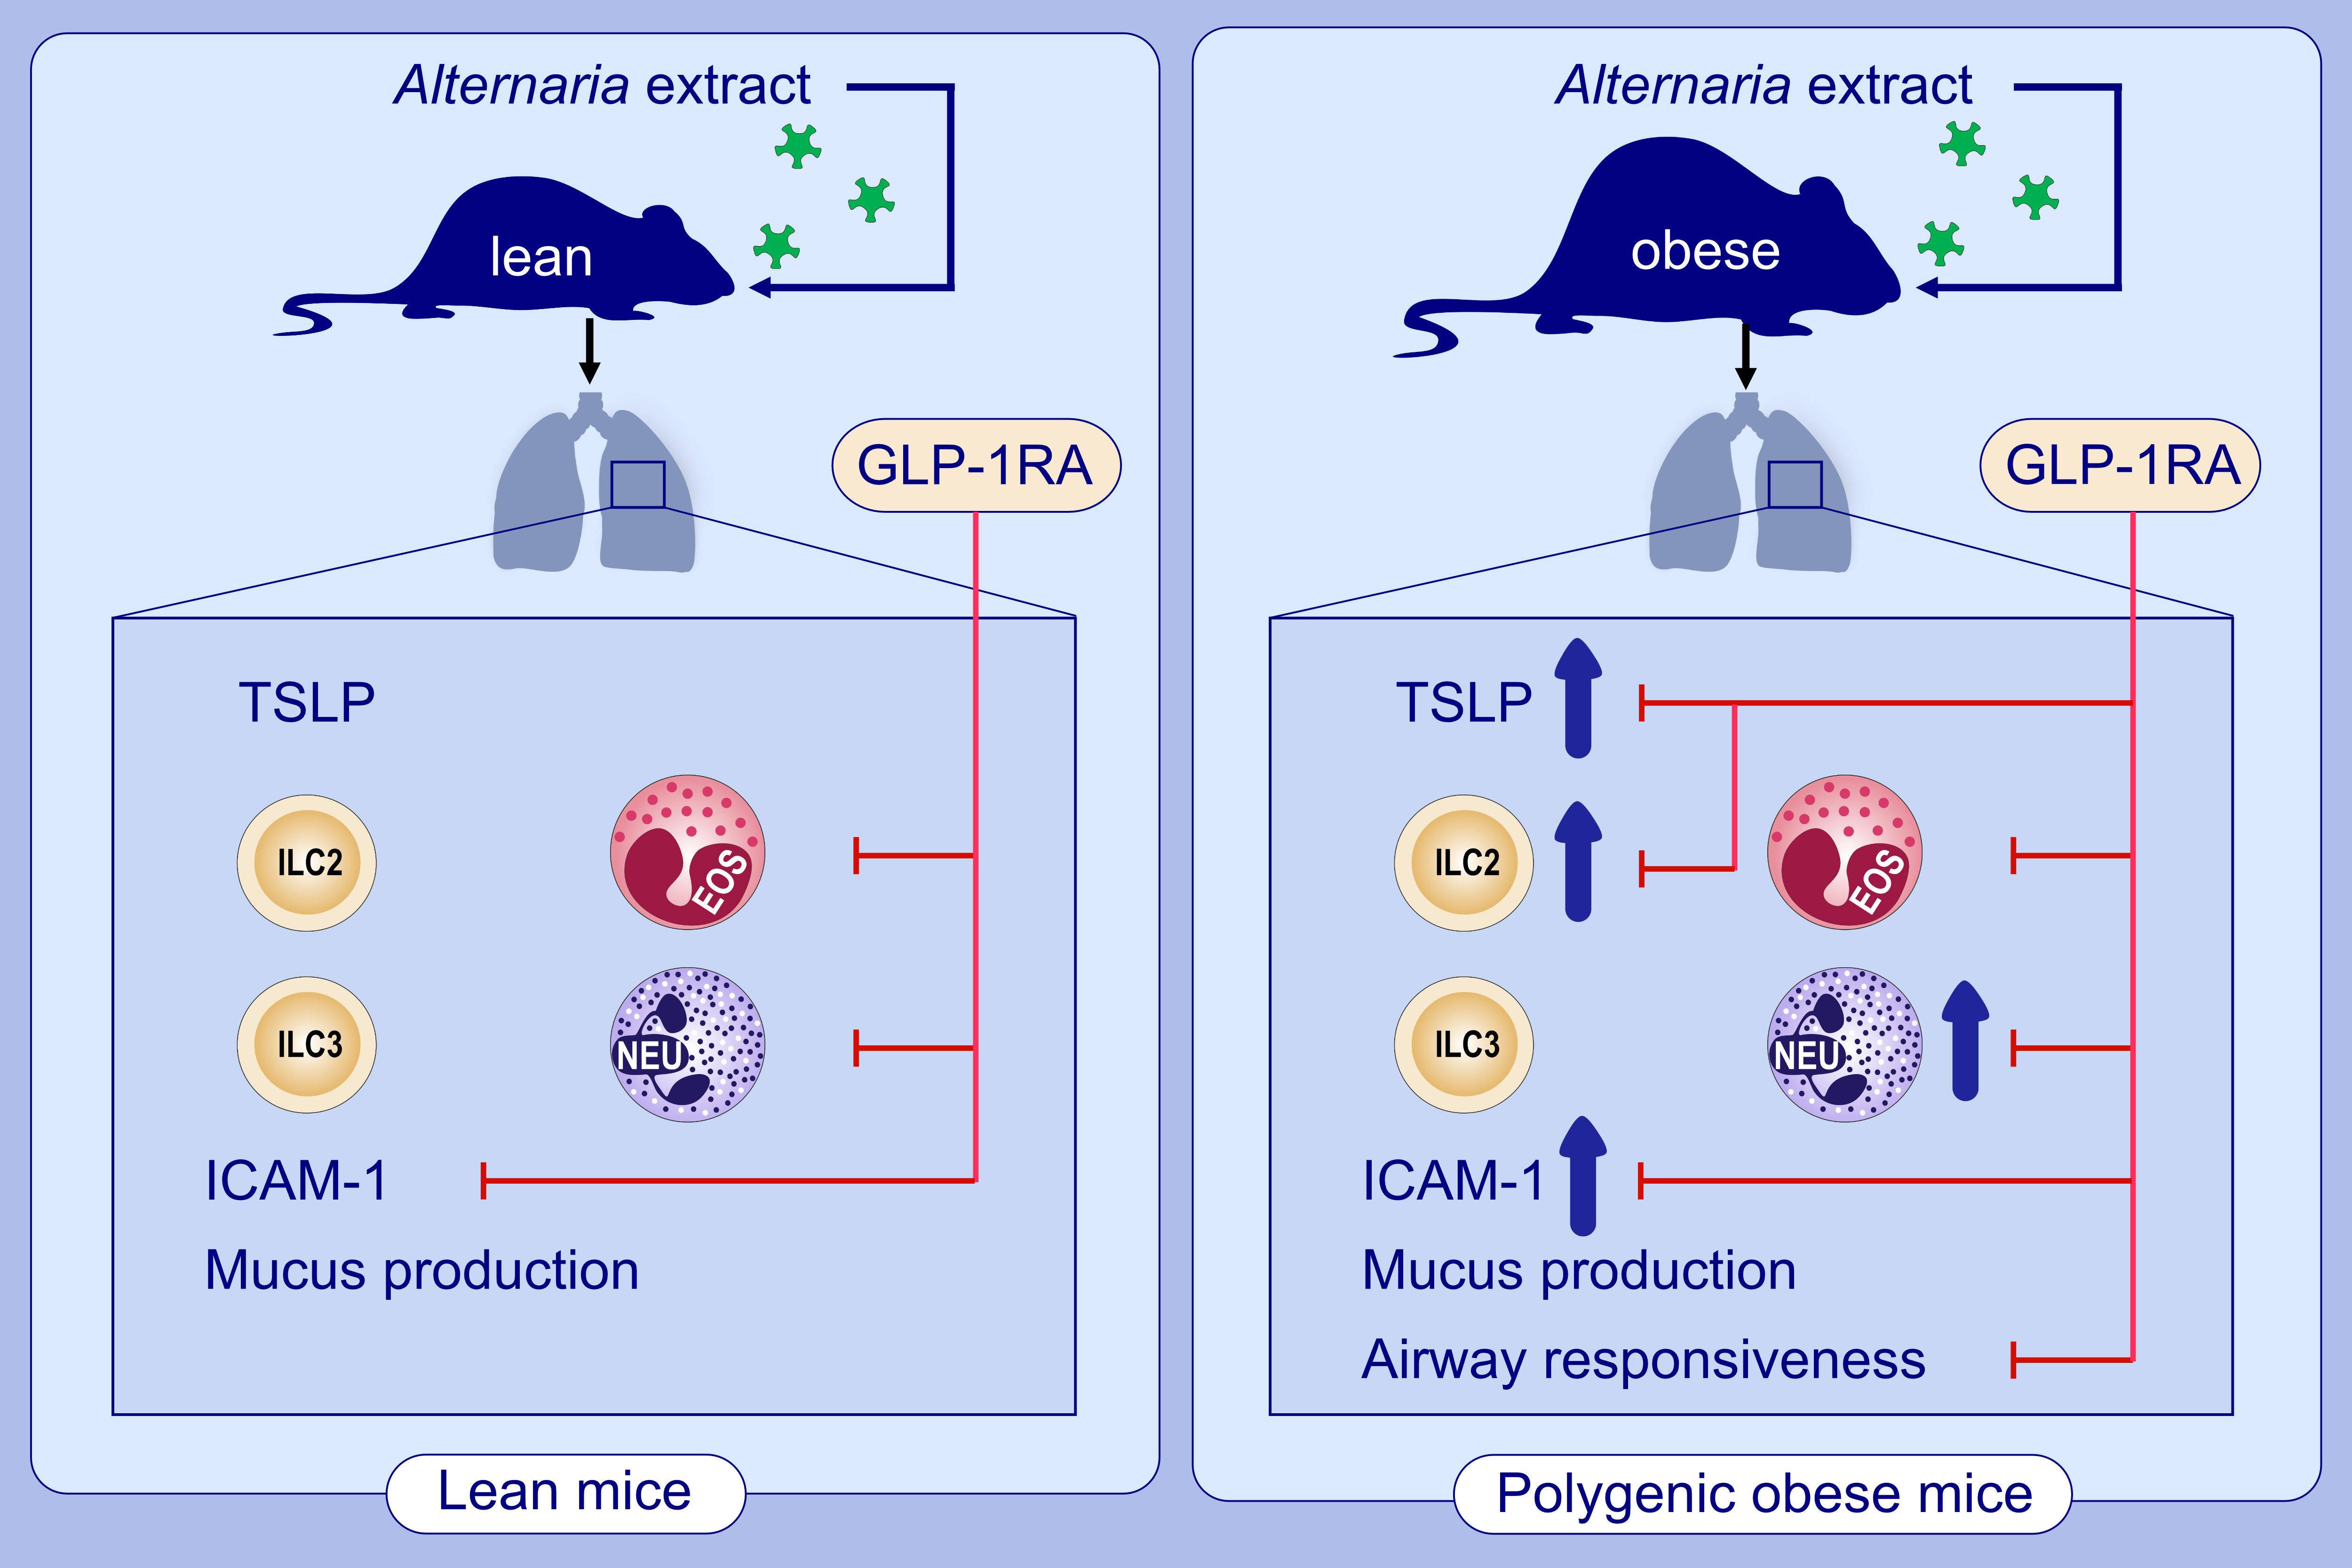 Alternaria extract
lean
GLP-1RA
TSLP
ILC2
EOS
ILC3
NEU
ICAM-1
Mucus production
Lean mice
Alternaria extract
obese
GLP-1RA
TSLP
ILC2
EOS
ILC3
NEU
ICAM-1
Mucus production
Airway responsiveness
Polygenic obese mice